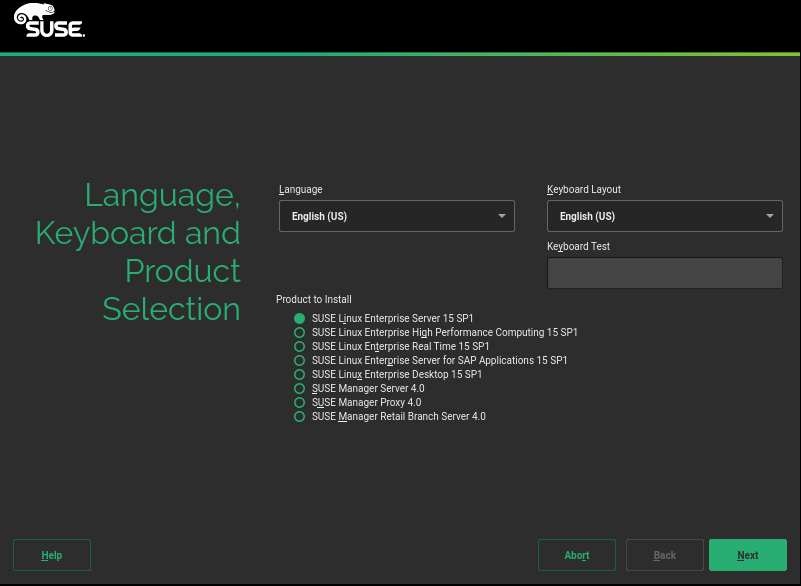 SUSE.
Language,
Keyboard and
Product
Selection
Language
Keyboard Layout
English (US)
English (US)
Keyboard Test
Product to Install
SUSE Linux Enterprise Server 15 SP1
SUSE Linux Enterprise High Performance Computing 15 SP1
SUSE Linux Enterprise Real Time 15 SP1
SUSE Linux Enterprise Server for SAP Applications 15 SP1
SUSE Linux Enterprise Desktop 15 SP1
SUSE Manager Server 4.0
SUSE Manager Proxy 4.0
SUSE Manager Retail Branch Server 4.0
Help
Abort
Back
Next